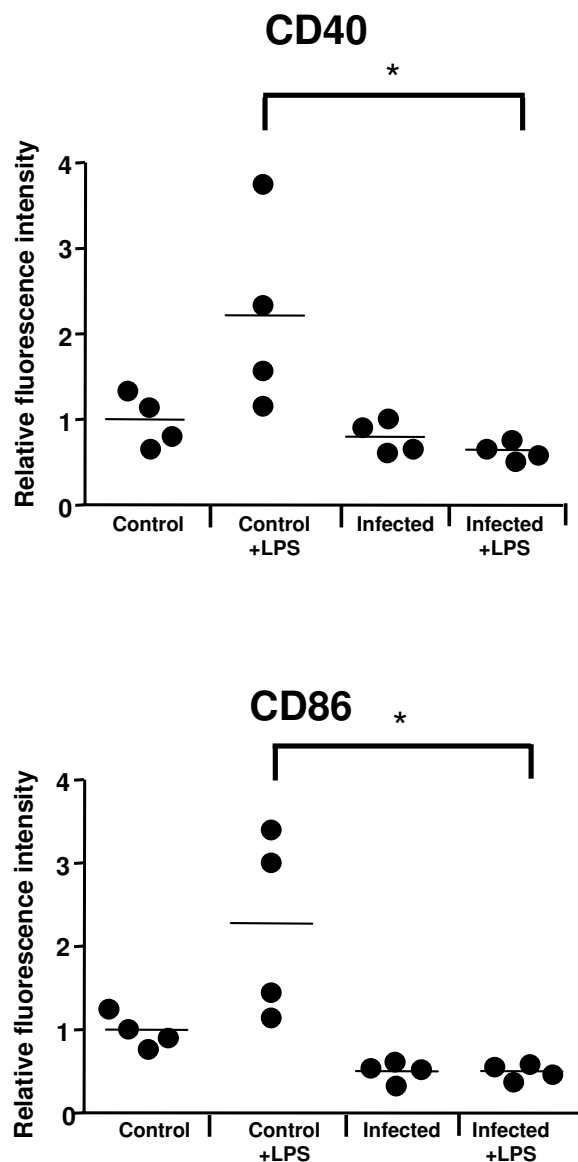 CD40
*
Relative fluorescence intensity
4
3
2
1
0
Control
Control
+LPS
Infected
Infected
+LPS
CD86
*
Relative fluorescence intensity
4
3
2
1
0
Control
Control
+LPS
Infected
Infected
+LPS